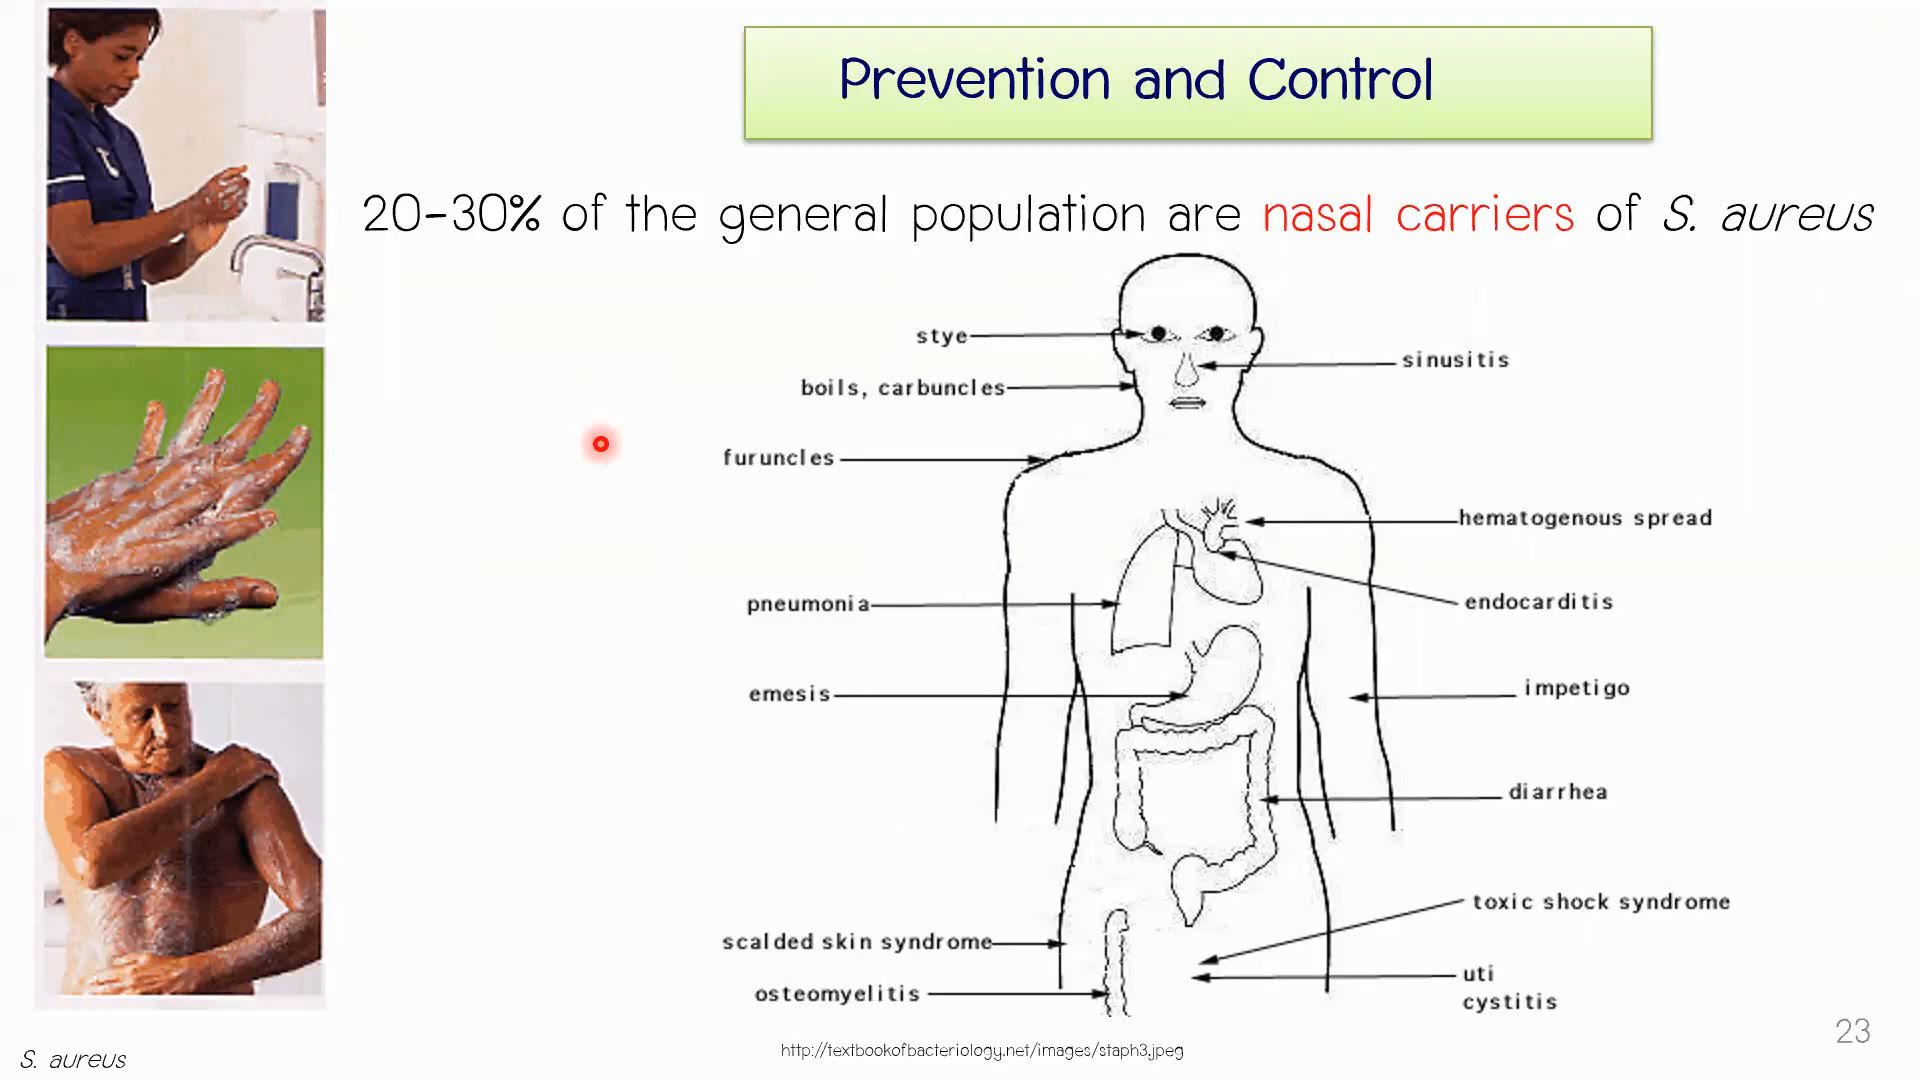 Prevention and Control
20-30% of the general population are nasal carriers of S. aureus
stye
sinusitis
boils, carbuncles
furuncles
hematogenous spread
pneumonia
endocarditis
emesis
impetigo
diarrhea
toxic shock syndrome
scalded skin syndrome
uti
cystitis
osteomyelitis
23
http://textbookofbacteriology.net/images/staph3.jpeg
S. aureus